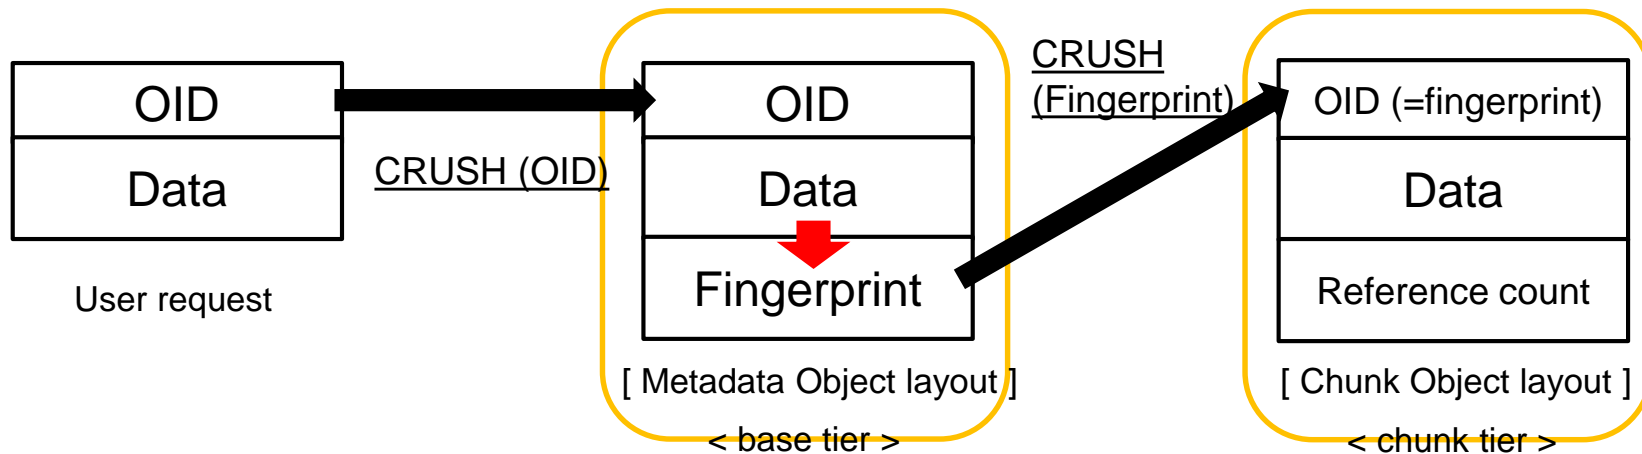 OID
Data
User request
CRUSH (OID)
OID
Data
Fingerprint
[ Metadata Object layout ]
< base tier >
CRUSH
(Fingerprint)
OID (=fingerprint)
Data
Reference count
[ Chunk Object layout ]
< chunk tier >